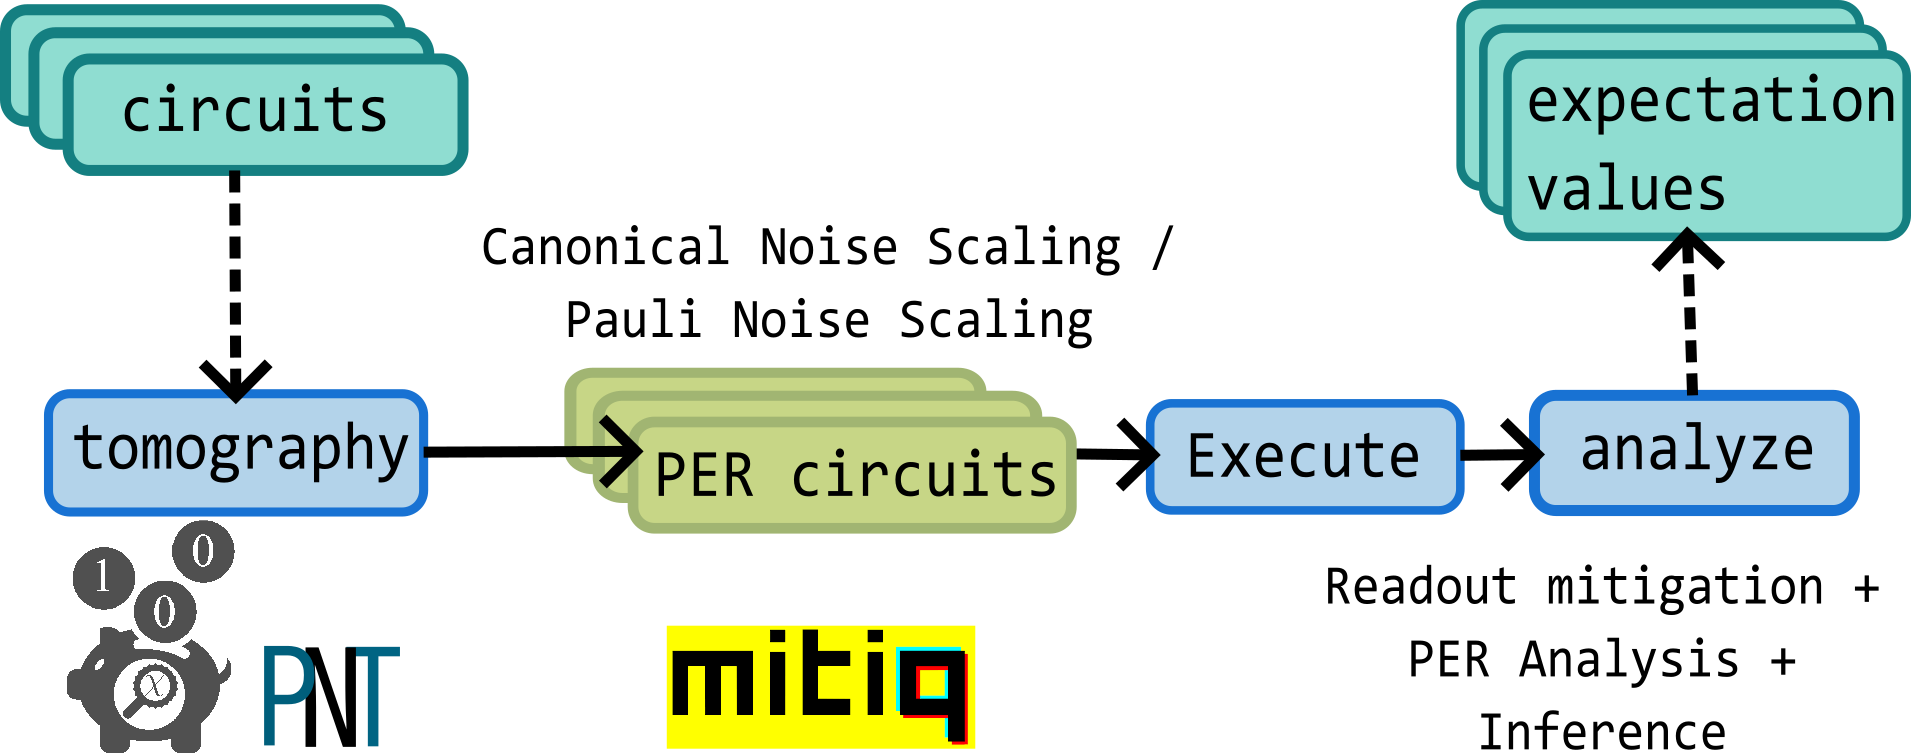 circuits
expectation
values
Canonical Noise Scaling /
Pauli Noise Scaling
tomography
PER circuits
Execute
analyze
1
0
0
x
PNT
mitiq
Readout mitigation +
PER Analysis +
Inference